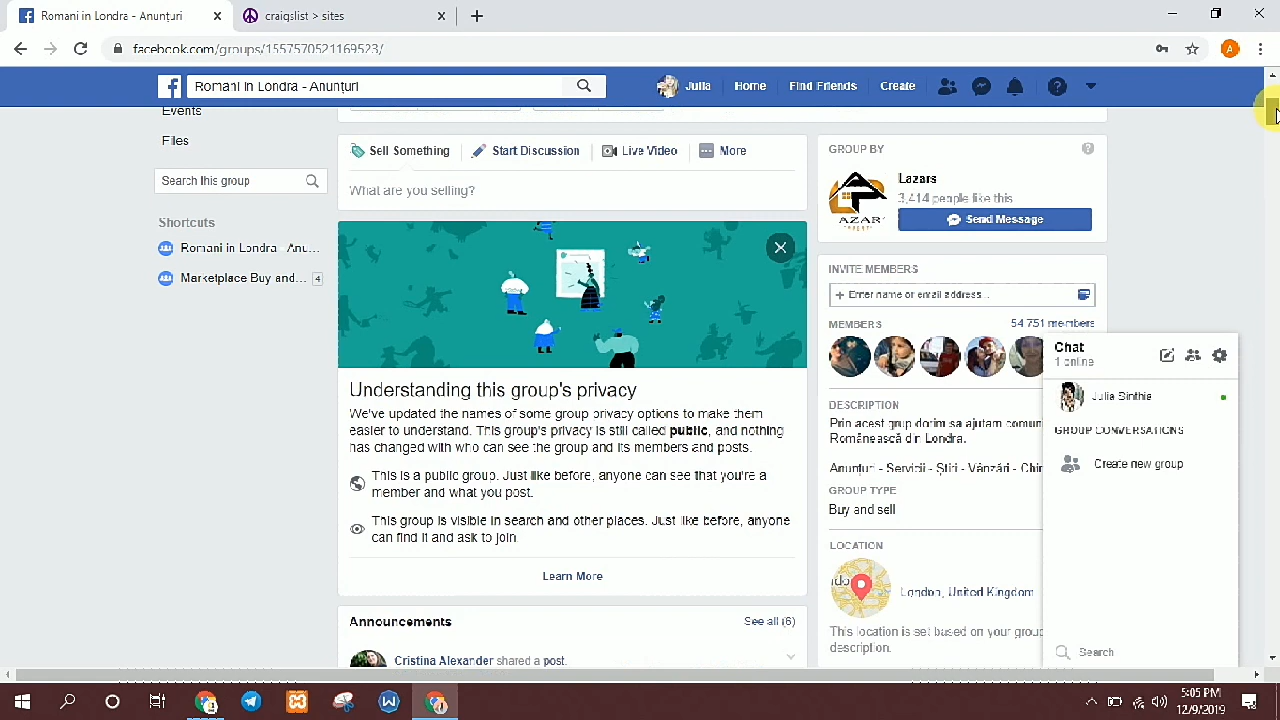 Romani in Londra - Anunțuri
craigslist > sites
facebook.com/groups/1557570521169523/
A
Romani in Londra - Anunțuri
Julia
Home
Find Friends
Create
Events
Files
Search this group
Shortcuts
Romani in Londra - Anu...
Marketplace Buy and... 4
Sell Something
Start Discussion
Live Video
More
What are you selling?
Understanding this group's privacy
We've updated the names of some group privacy options to make them
easier to understand. This group's privacy is still called public, and nothing
has changed with who can see the group and its members and posts.
This is a public group. Just like before, anyone can see that you're a
member and what you post.
This group is visible in search and other places. Just like before, anyone
can find it and ask to join.
Learn More
Announcements
See all (6)
Cristina Alexander shared a post.
GROUP BY
AZAR
Lazars
3,414 people like this
Send Message
INVITE MEMBERS
+ Enter name or email address...
MEMBERS
54,751 members
DESCRIPTION
Prin acest grup dorim sa ajutam comun
Românească din Londra.
Anunțuri - Servicii - Știri - Vânzări - Chir
GROUP TYPE
Buy and sell
LOCATION
London, United Kingdom
This location is set based on your group
description.
Chat
1 online
Julia Sinthia
GROUP CONVERSATIONS
Create new group
Search
5:05 PM
12/9/2019